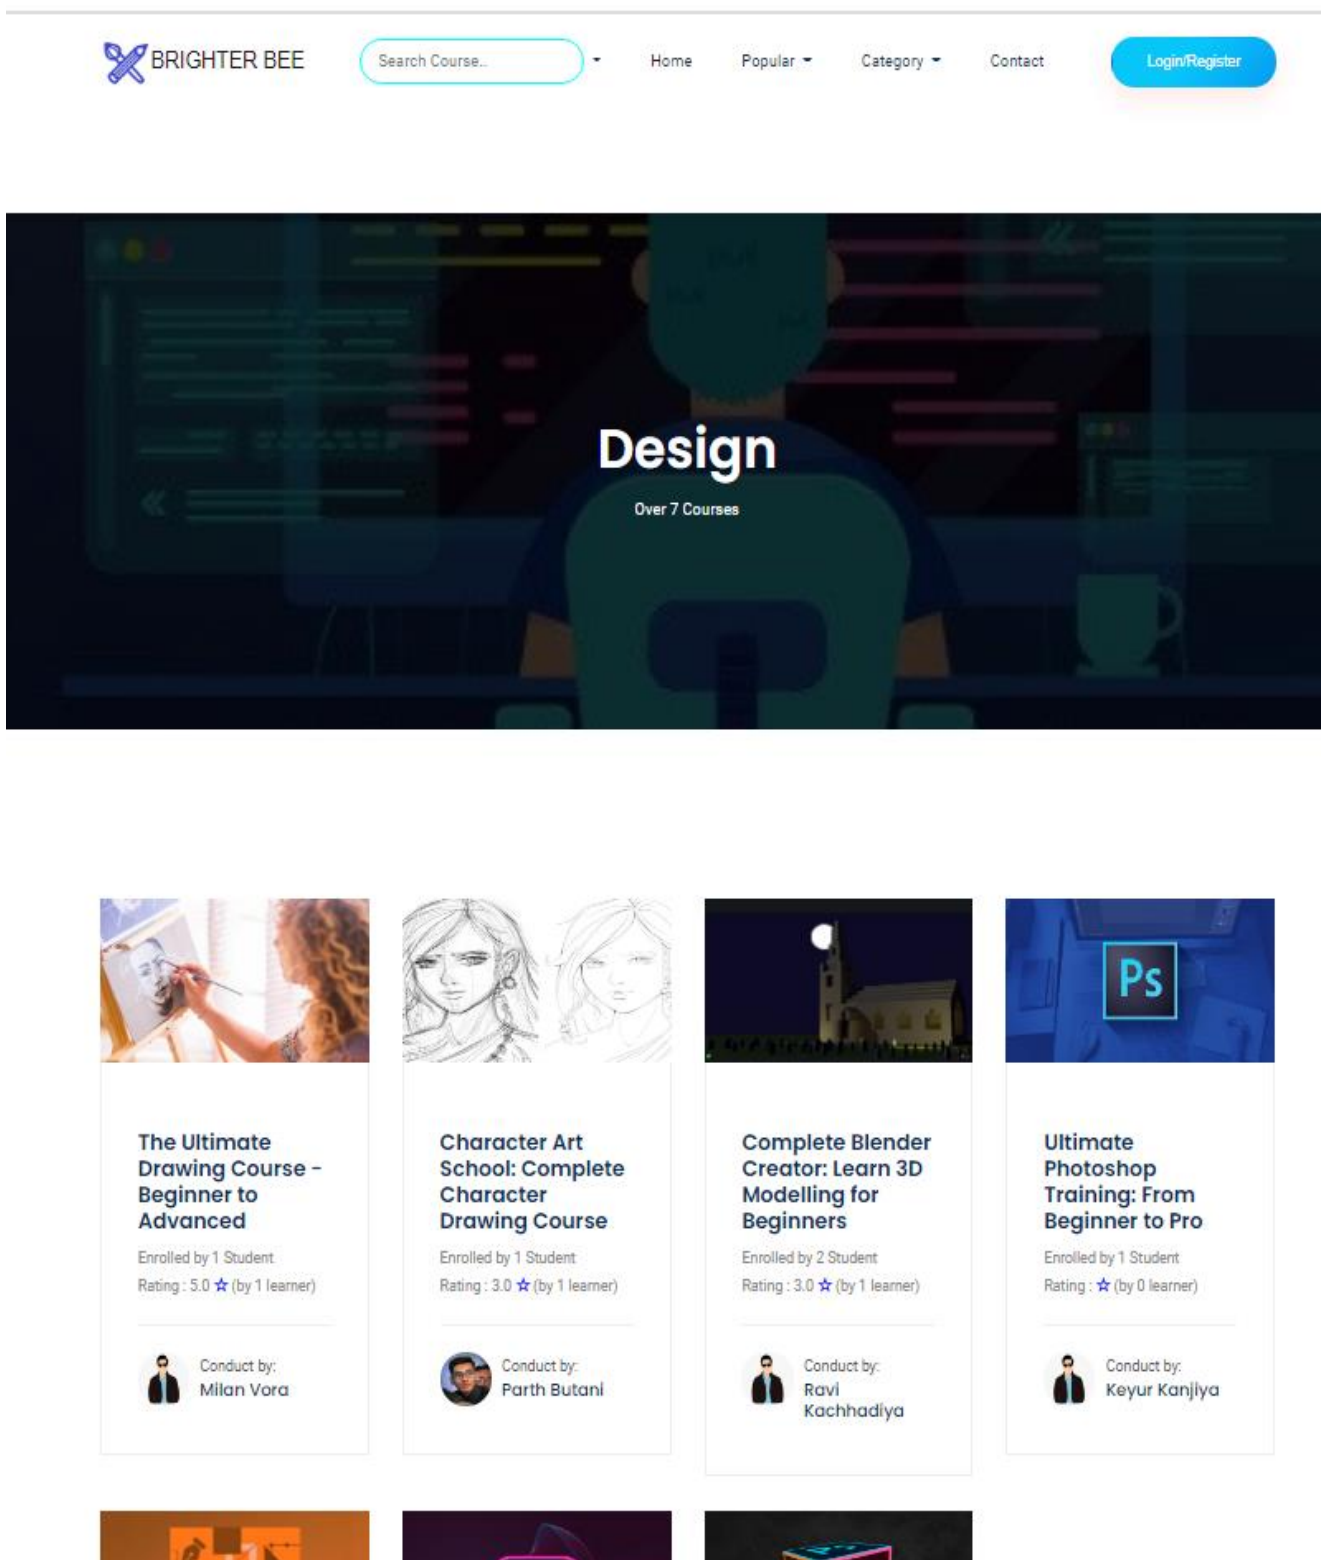 BRIGHTER BEE
Search Course..
Home
Popular
Category
Contact
Login/Register
Design
Over 7 Courses
Ps
The Ultimate
Drawing Course -
Beginner to
Advanced
Enrolled by 1 Student
Rating : 5.0 ☆ (by 1 learner)
Conduct by:
Milan Vora
Character Art
School: Complete
Character
Drawing Course
Enrolled by 1 Student
Rating : 3.0 ☆ (by 1 learner)
Conduct by:
Parth Butani
Complete Blender
Creator: Learn 3D
Modelling for
Beginners
Enrolled by 2 Student
Rating : 3.0 ☆ (by 1 learner)
Conduct by:
Ravi
Kachhadiya
Ultimate
Photoshop
Training: From
Beginner to Pro
Enrolled by 1 Student
Rating : ☆ (by 0 learner)
Conduct by:
Keyur Kanjiya